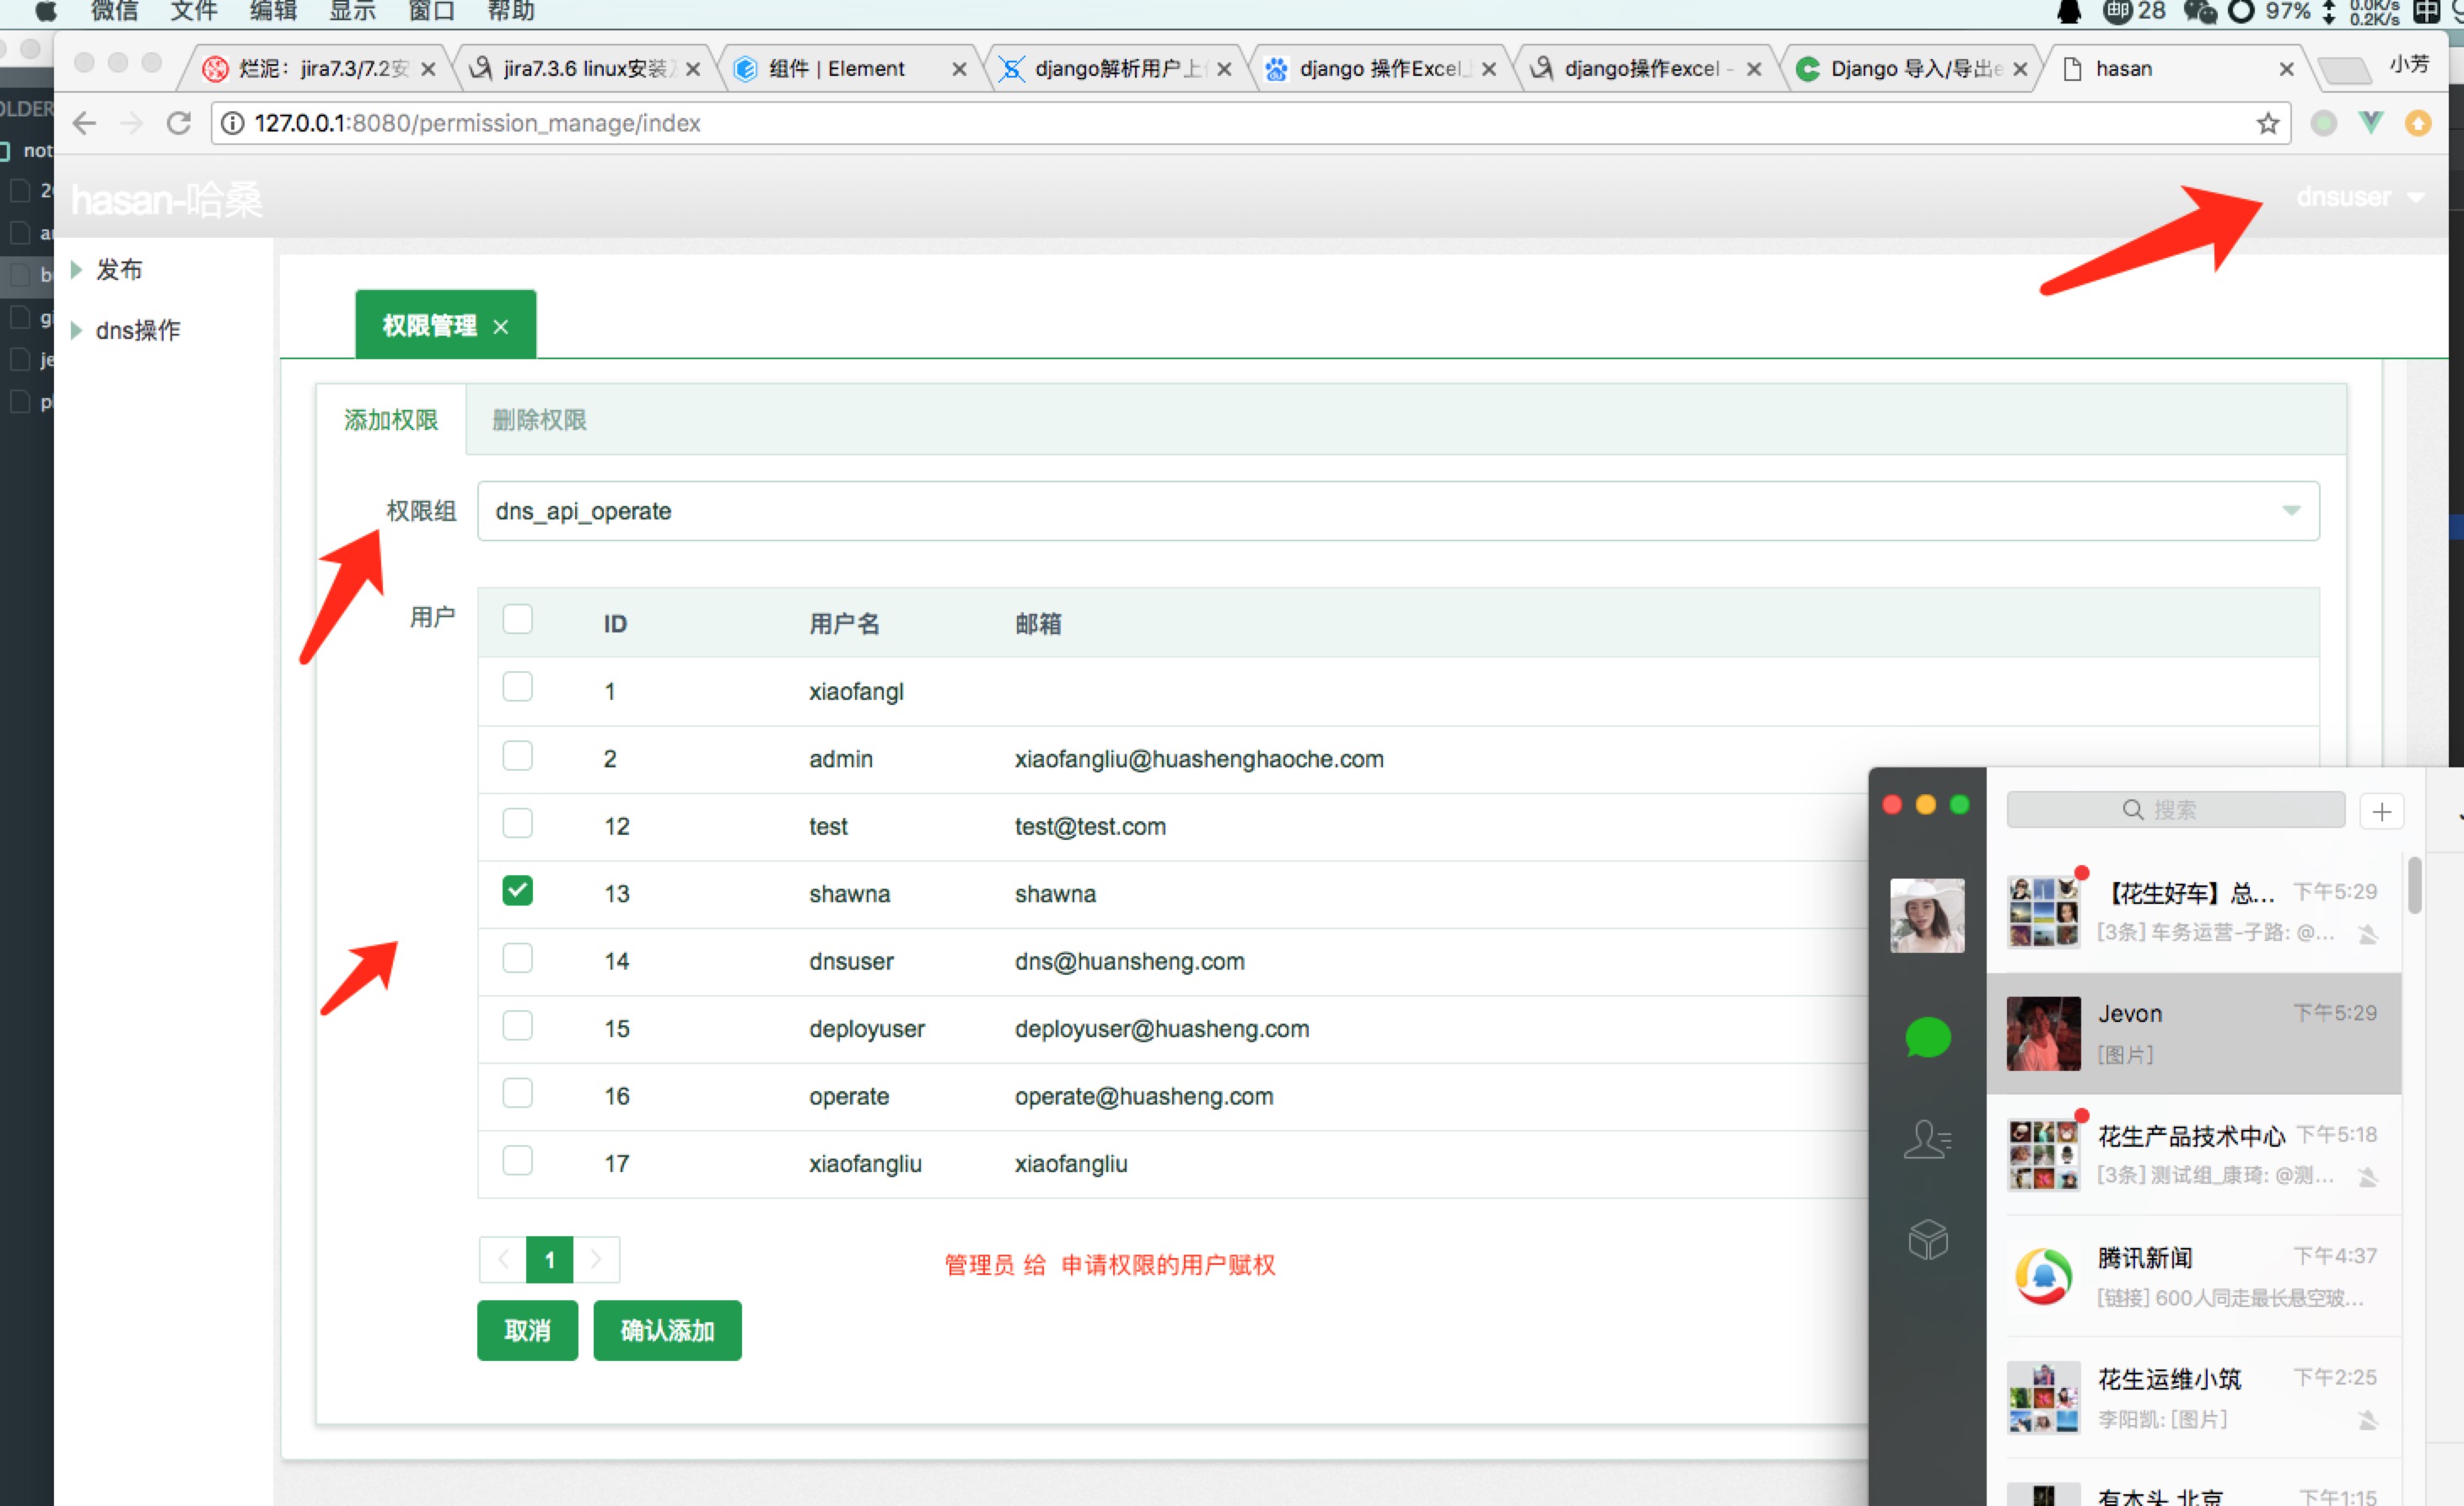 微信 文件 编辑 显示 窗口 帮助 28 97% 0.0K/s 0.2K/s
烂泥：jira7.3/7.2安 jira7.3.6 linux安装 组件 | Element django解析用户上 django 操作Excel django操作excel - Django 导入/导出 hasan 小芳
127.0.0.1:8080/permission_manage/index
hasan-哈桑 dnsuser
发布
dns操作
权限管理
添加权限 删除权限
权限组 dns_api_operate
用户 ID 用户名 邮箱
1 xiaofangl
2 admin xiaofangliu@huashenghaoche.com
12 test test@test.com
13 shawna shawna
14 dnsuser dns@huansheng.com
15 deployuser deployuser@huasheng.com
16 operate operate@huasheng.com
17 xiaofangliu xiaofangliu
1
管理员 给 申请权限的用户赋权
取消 确认添加
搜索
【花生好车】总... 下午5:29
[3条] 车务运营-子路: @...
Jevon 下午5:29
[图片]
花生产品技术中心 下午5:18
[3条] 测试组_康琦: @测...
腾讯新闻 下午4:37
[链接] 600人同走最长悬空玻...
花生运维小筑 下午2:25
李阳凯: [图片]
有木头 北京 下午1:15